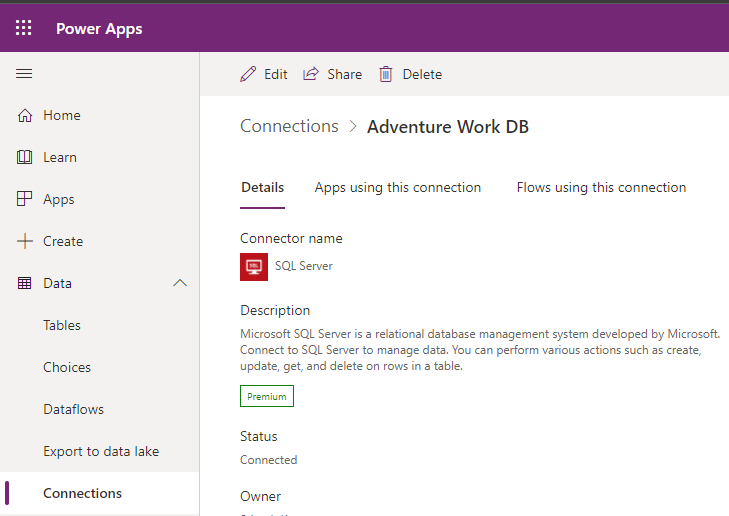 Power Apps
Edit Share Delete
Home
Learn
Apps
Create
Data
Tables
Choices
Dataflows
Export to data lake
Connections
Connections > Adventure Work DB
Details Apps using this connection Flows using this connection
Connector name
SQL SQL Server
Description
Microsoft SQL Server is a relational database management system developed by Microsoft.
Connect to SQL Server to manage data. You can perform various actions such as create,
update, get, and delete on rows in a table.
Premium
Status
Connected
Owner